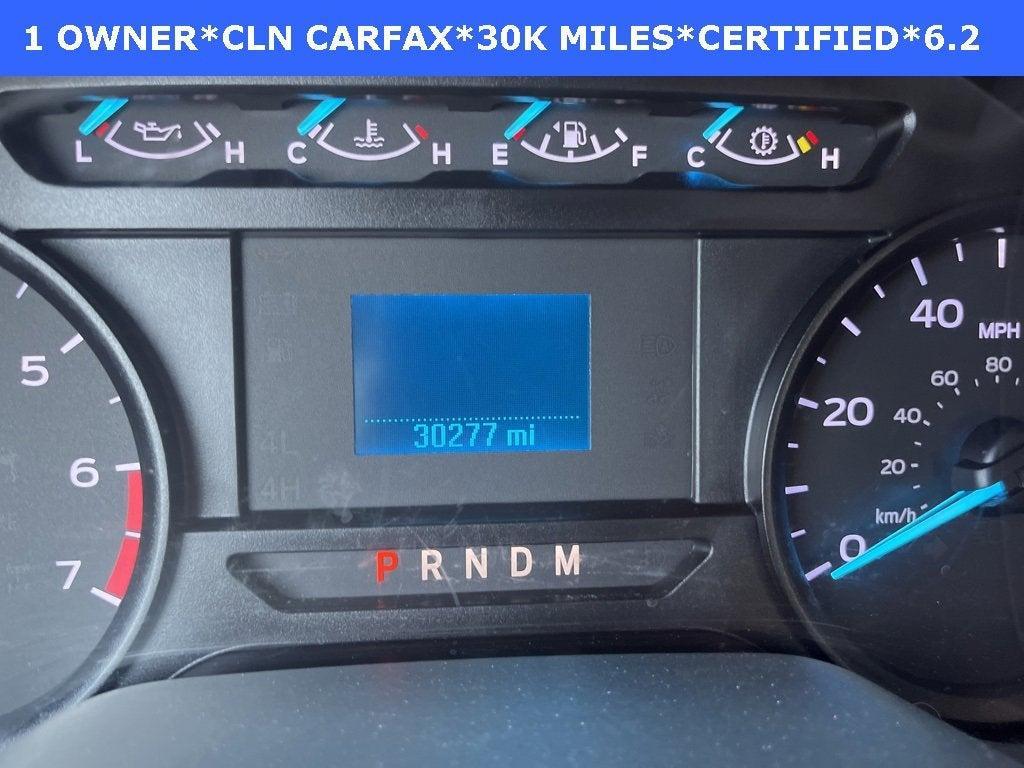 1 OWNER*CLN CARFAX*30K MILES*CERTIFIED*6.2
L H C H E F C H
40
MPH
80
5
60
20
40
6
30277 mi
20
4L
4H
km/h
0
7
P R N D M